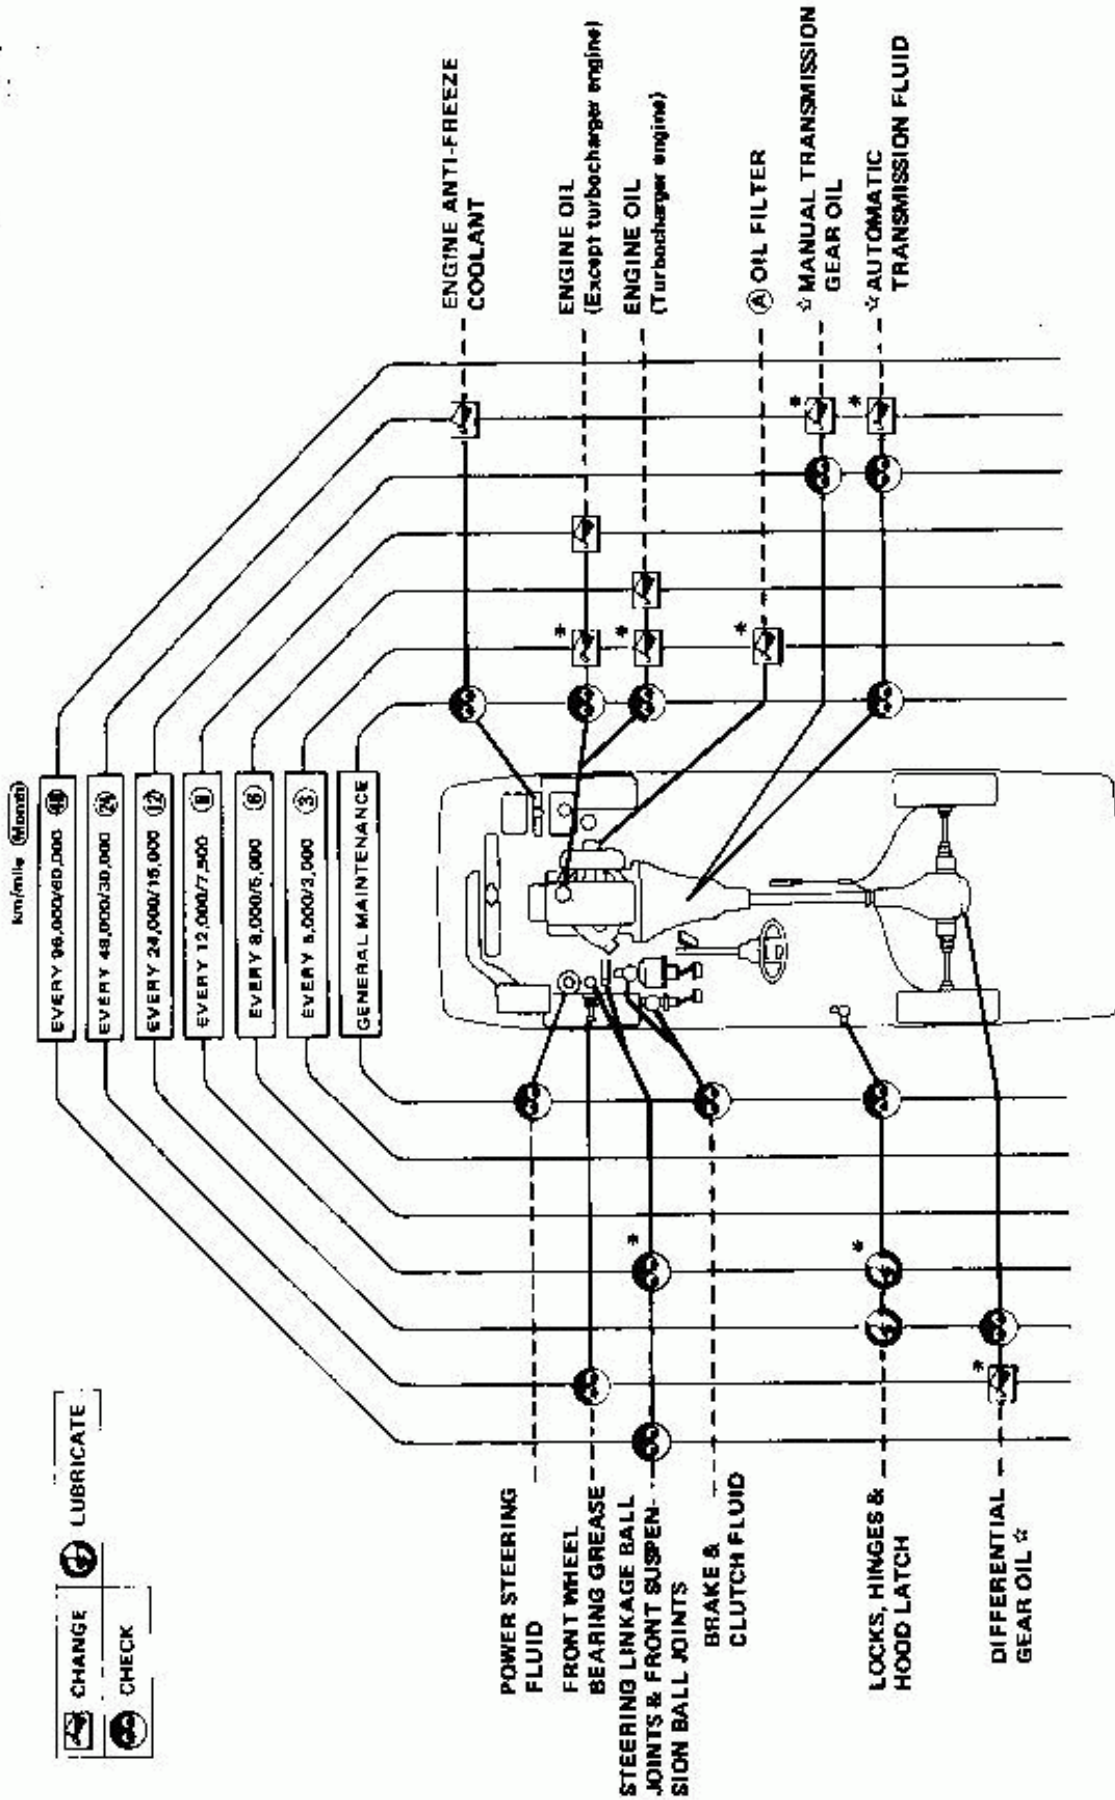 CHANGE
LUBRICATE
CHECK
km/mile Month
EVERY 96,000/60,000 48
EVERY 48,000/30,000 24
EVERY 24,000/15,000 12
EVERY 12,000/7,500 6
EVERY 8,000/5,000 6
EVERY 5,000/3,000 3
GENERAL MAINTENANCE
POWER STEERING
FLUID
FRONT WHEEL
BEARING GREASE
STEERING LINKAGE BALL
JOINTS & FRONT SUSPEN-
SION BALL JOINTS
BRAKE &
CLUTCH FLUID
LOCKS, HINGES &
HOOD LATCH
DIFFERENTIAL
GEAR OIL ☆
ENGINE ANTI-FREEZE
COOLANT
ENGINE OIL
(Except turbocharger engine)
ENGINE OIL
(Turbocharger engine)
Ⓐ OIL FILTER
☆ MANUAL TRANSMISSION
GEAR OIL
☆ AUTOMATIC
TRANSMISSION FLUID